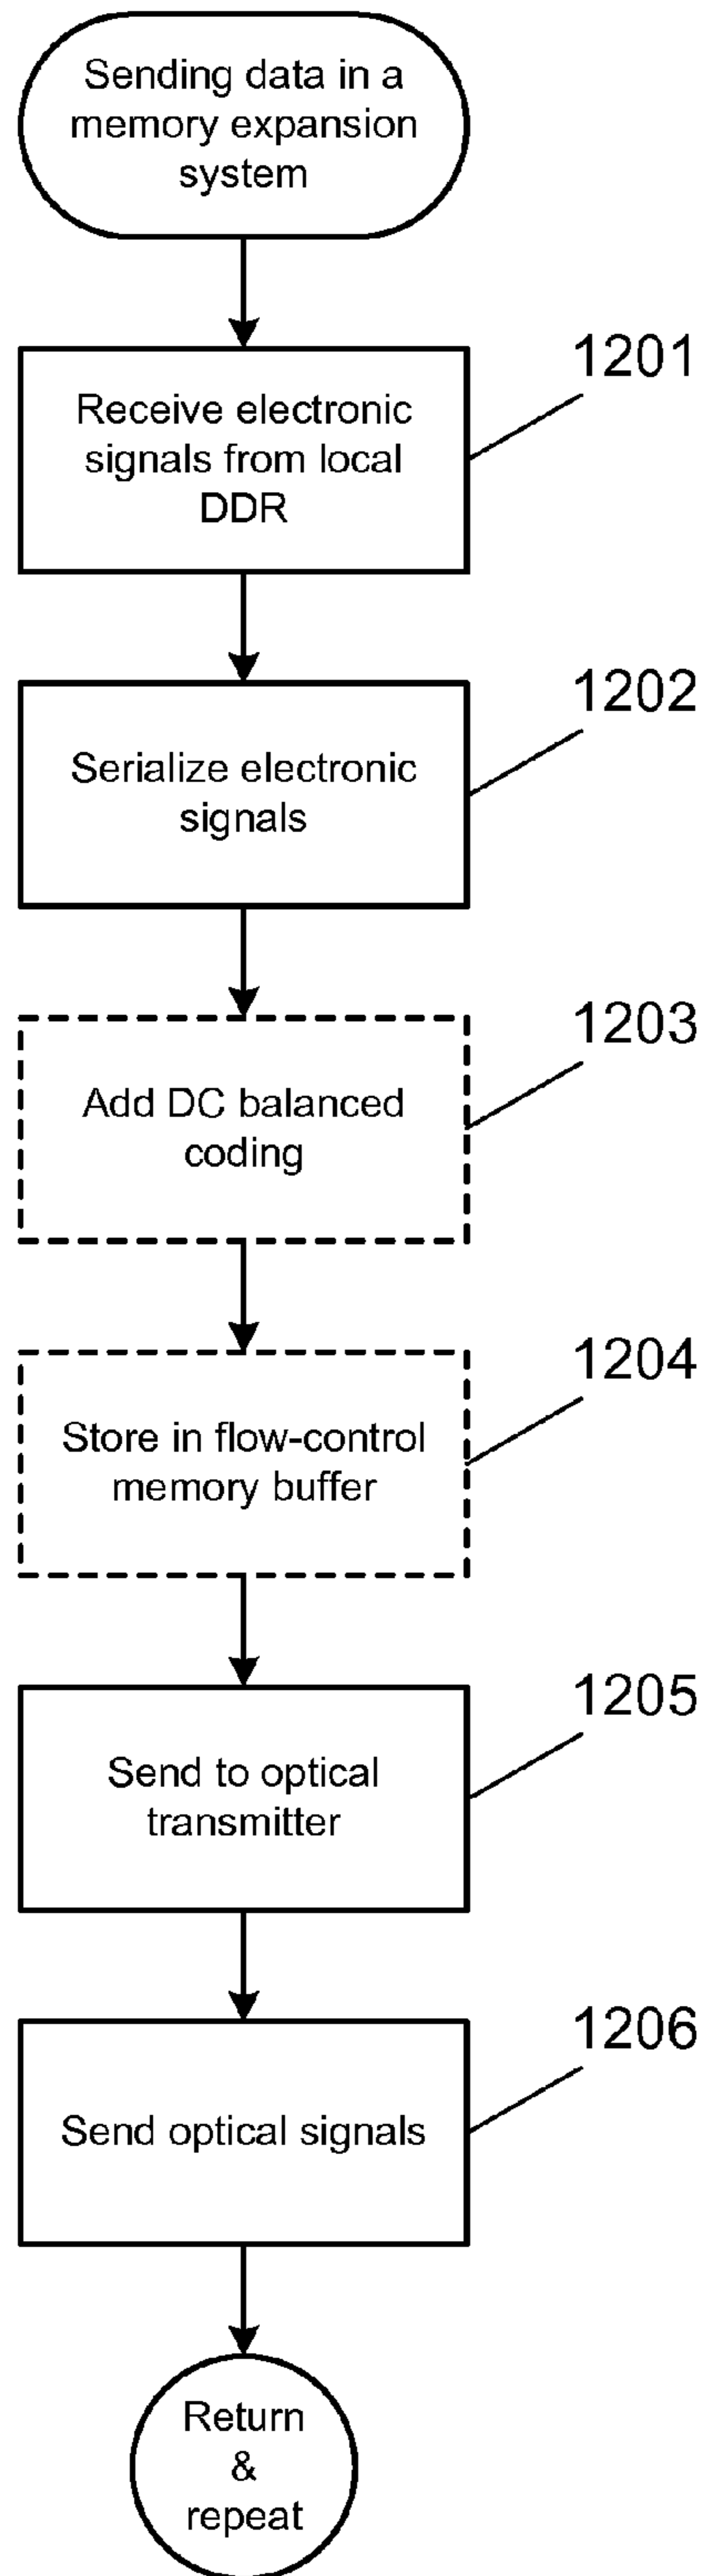 Sending data in a
memory expansion
system
1201
Receive electronic
signals from local
DDR
1202
Serialize electronic
signals
1203
Add DC balanced
coding
1204
Store in flow-control
memory buffer
1205
Send to optical
transmitter
1206
Send optical signals
Return
&
repeat